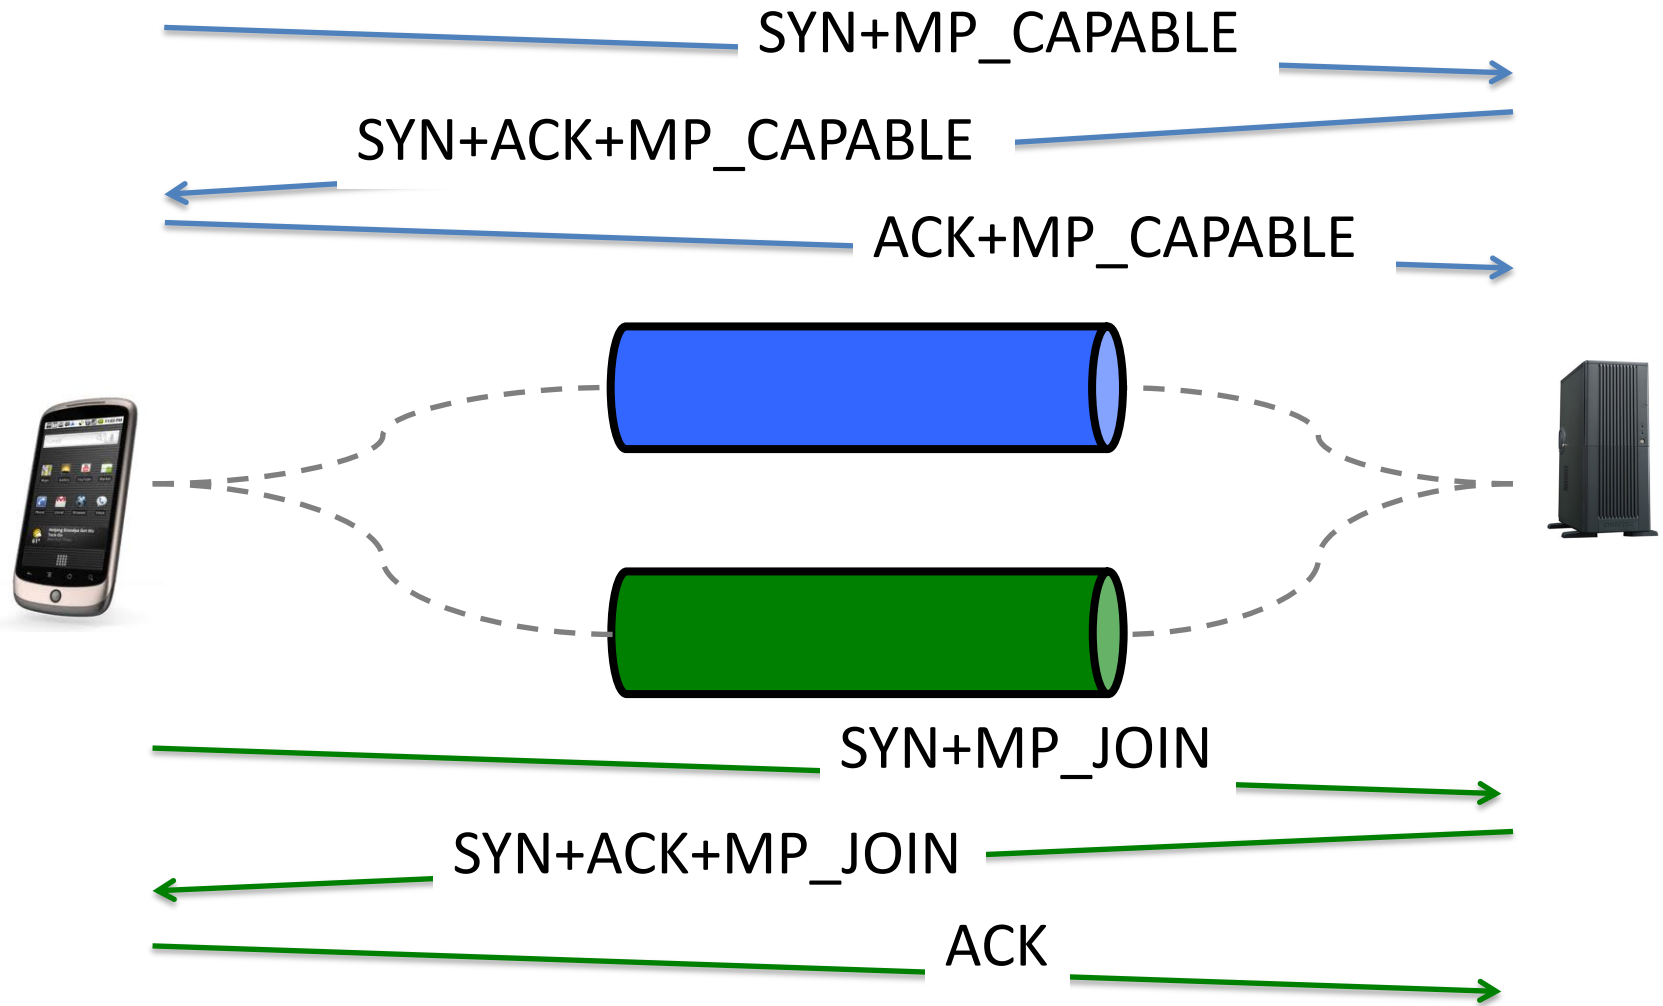 SYN+MP_CAPABLE
SYN+ACK+MP_CAPABLE
ACK+MP_CAPABLE
SYN+MP_JOIN
SYN+ACK+MP_JOIN
ACK